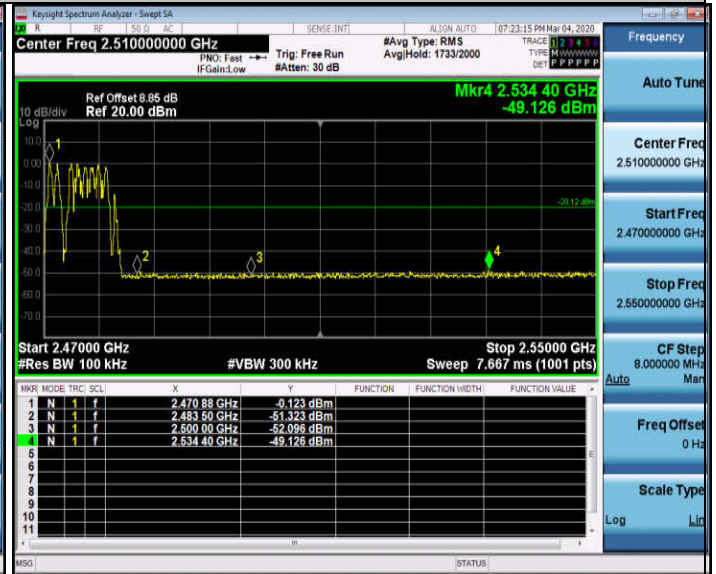 Keysight Spectrum Analyzer - Swept SA
R RF 50 Ω AC SENSE:INT ALIGN AUTO 07:23:15 PM Mar 04, 2020
Center Freq 2.510000000 GHz
PNO: Fast
IFGain:Low
Trig: Free Run
#Atten: 30 dB
#Avg Type: RMS
Avg|Hold: 1733/2000
TRACE 1 2 3 4 5 6
TYPE M
DET P P P P P P
Ref Offset 8.85 dB
10 dB/div Ref 20.00 dBm
Log
Mkr4 2.534 40 GHz
-49.126 dBm
10.0
0.00
-10.0
-20.0
-30.0
-40.0
-50.0
-60.0
-70.0
1
2
3
4
-20.12 dBm
Start 2.47000 GHz Stop 2.55000 GHz
#Res BW 100 kHz #VBW 300 kHz Sweep 7.667 ms (1001 pts)
MKR MODE TRC SCL X Y FUNCTION FUNCTION WIDTH FUNCTION VALUE
1 N 1 f 2.470 88 GHz -0.123 dBm
2 N 1 f 2.483 50 GHz -51.323 dBm
3 N 1 f 2.500 00 GHz -52.096 dBm
4 N 1 f 2.534 40 GHz -49.126 dBm
5
6
7
8
9
10
11
MSG STATUS
Frequency
Auto Tune
Center Freq
2.510000000 GHz
Start Freq
2.470000000 GHz
Stop Freq
2.550000000 GHz
CF Step
8.000000 MHz
Auto Man
Freq Offset
0 Hz
Scale Type
Log Lin